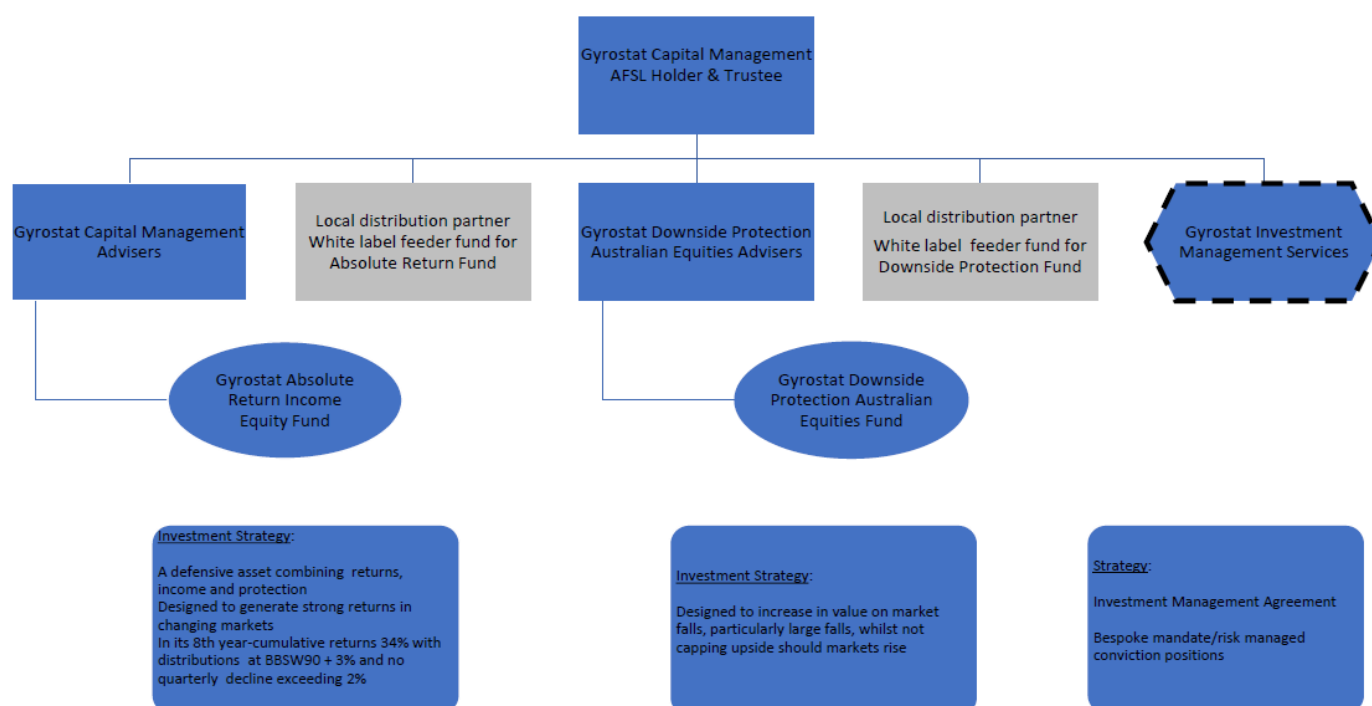 Gyrostat Capital Management
AFSL Holder & Trustee
Gyrostat Capital Management
Advisers
Local distribution partner
White label feeder fund for
Absolute Return Fund
Gyrostat Downside Protection
Australian Equities Advisers
Local distribution partner
White label feeder fund for
Downside Protection Fund
Gyrostat Investment
Management Services
Gyrostat Absolute
Return Income
Equity Fund
Gyrostat Downside
Protection Australian
Equities Fund
Investment Strategy:
A defensive asset combining returns,
income and protection
Designed to generate strong returns in
changing markets
In its 8th year-cumulative returns 34% with
distributions at BBSW90 + 3% and no
quarterly decline exceeding 2%
Investment Strategy:
Designed to increase in value on market
falls, particularly large falls, whilst not
capping upside should markets rise
Strategy:
Investment Management Agreement
Bespoke mandate/risk managed
conviction positions